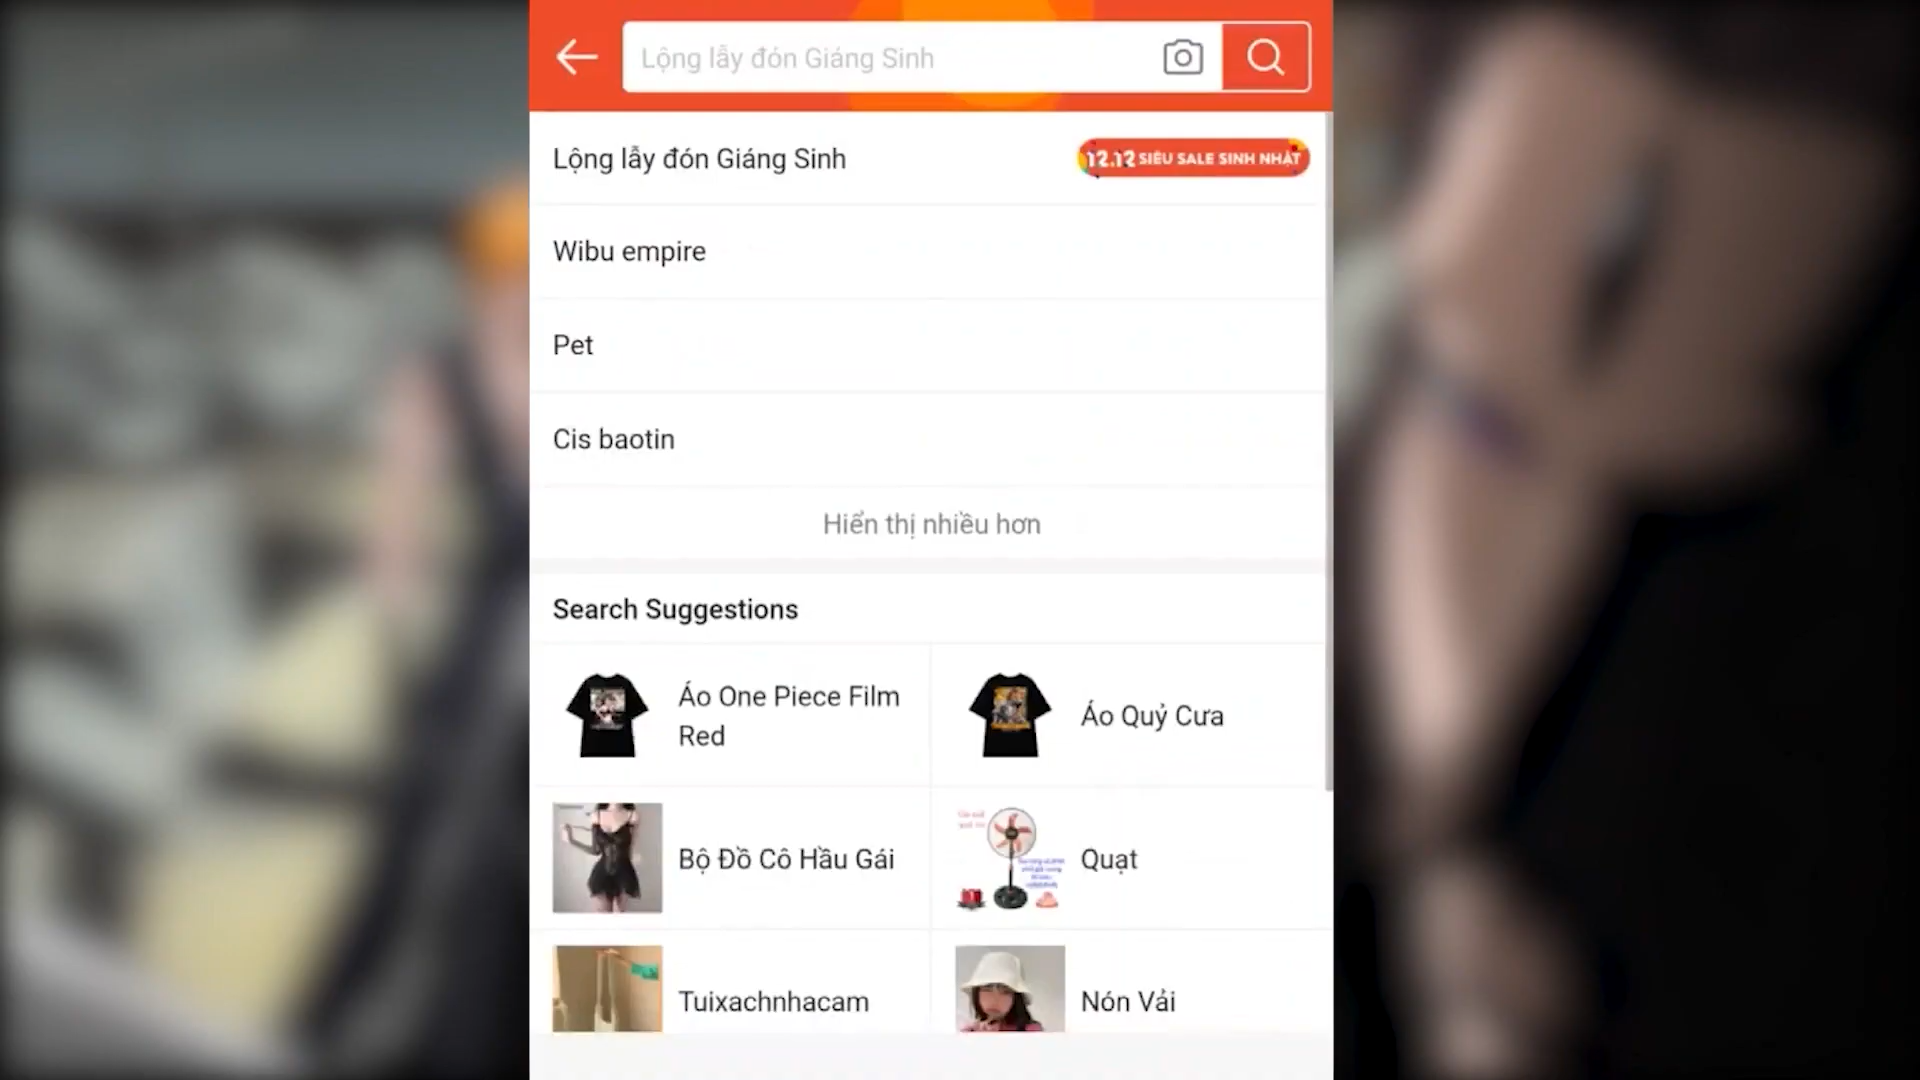 Lộng lẫy đón Giáng Sinh
Lộng lẫy đón Giáng Sinh
12.12 SIÊU SALE SINH NHẬT
Wibu empire
Pet
Cis baotin
Hiển thị nhiều hơn
Search Suggestions
Áo One Piece Film
Red
Áo Quỷ Cưa
Bộ Đồ Cô Hầu Gái
Quạt
Tuixachnhacam
Nón Vải